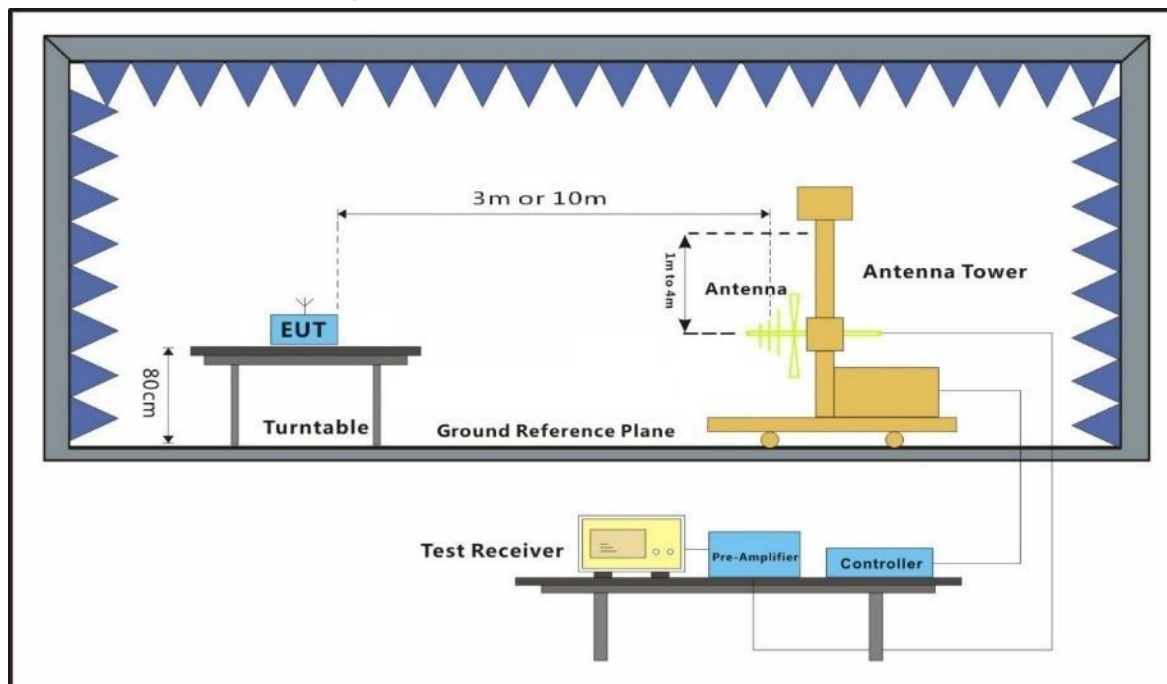 3m or 10m
1m to 4m
Antenna
Antenna Tower
EUT
80cm
Turntable
Ground Reference Plane
Test Receiver
Pre-Amplifier
Controller